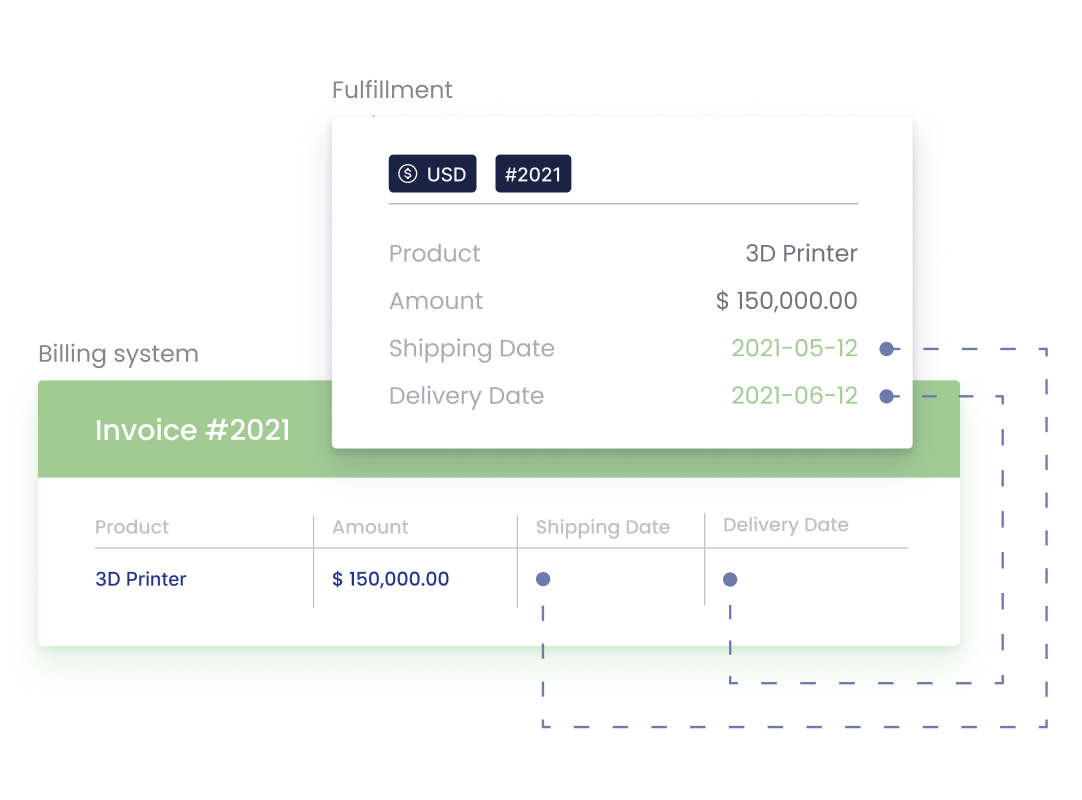 Fulfillment
USD #2021
Product 3D Printer
Amount $ 150,000.00
Shipping Date 2021-05-12
Delivery Date 2021-06-12
Billing system
Invoice #2021
Product Amount Shipping Date Delivery Date
3D Printer $ 150,000.00